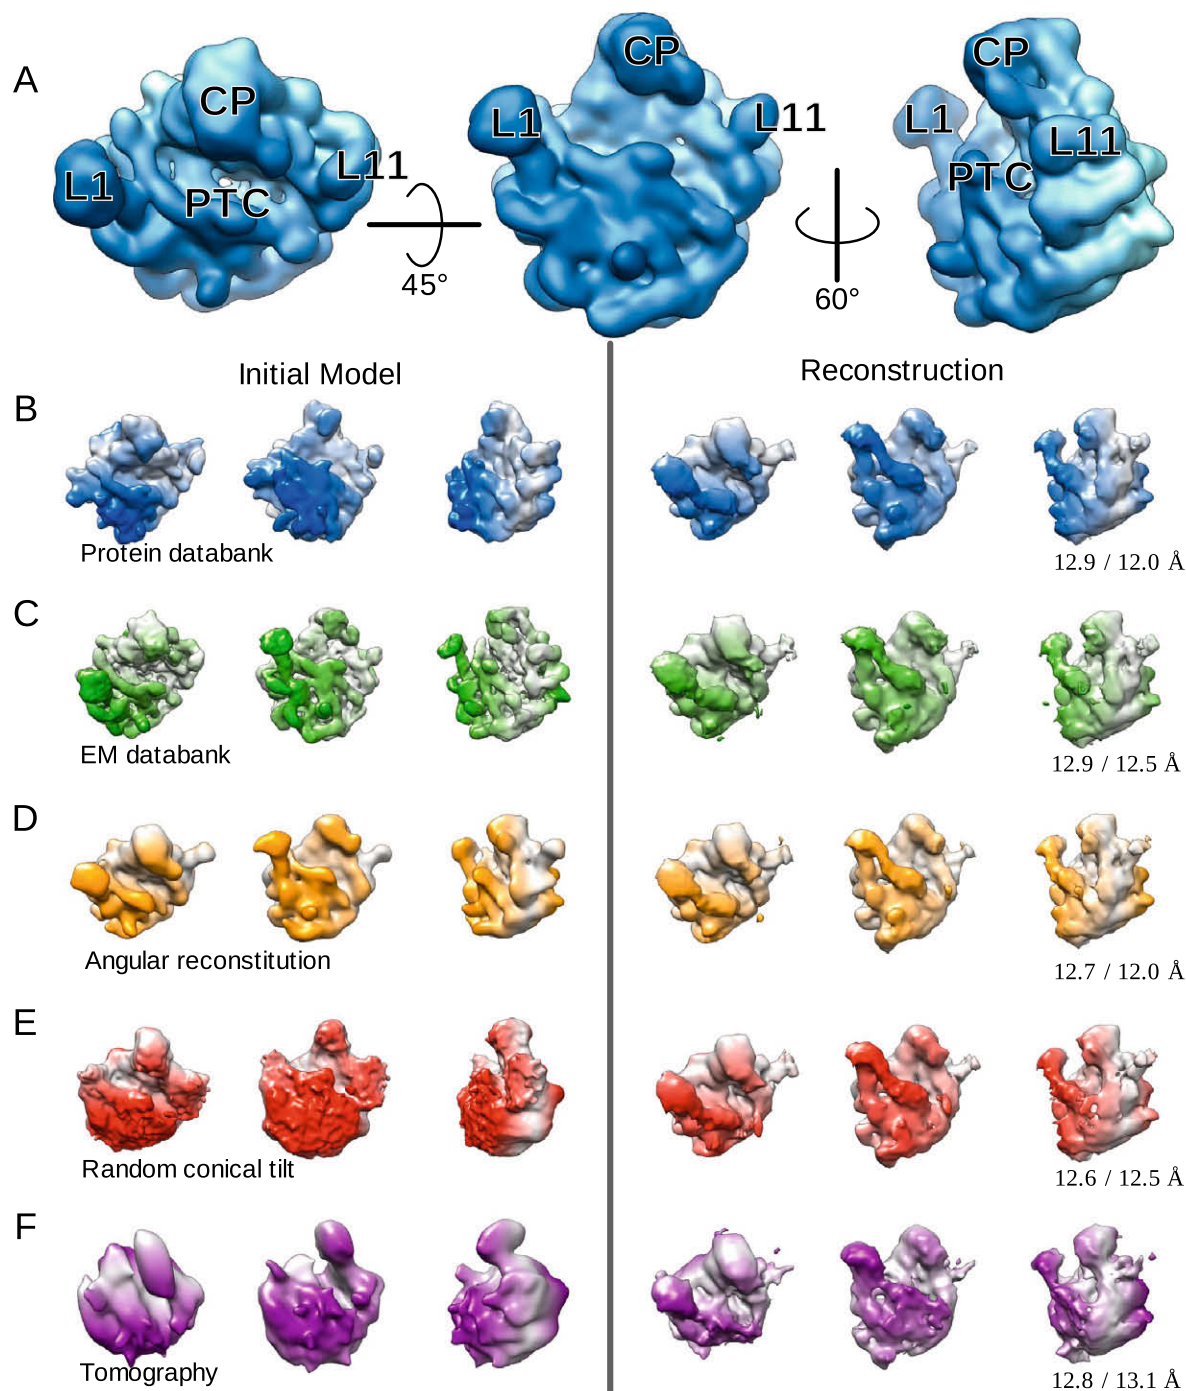 A
CP
L1
L11
PTC
45°
CP
L1
L11
60°
CP
L1
L11
PTC
Initial Model
Reconstruction
B
Protein databank
12.9 / 12.0 Å
C
EM databank
12.9 / 12.5 Å
D
Angular reconstitution
12.7 / 12.0 Å
E
Random conical tilt
12.6 / 12.5 Å
F
Tomography
12.8 / 13.1 Å